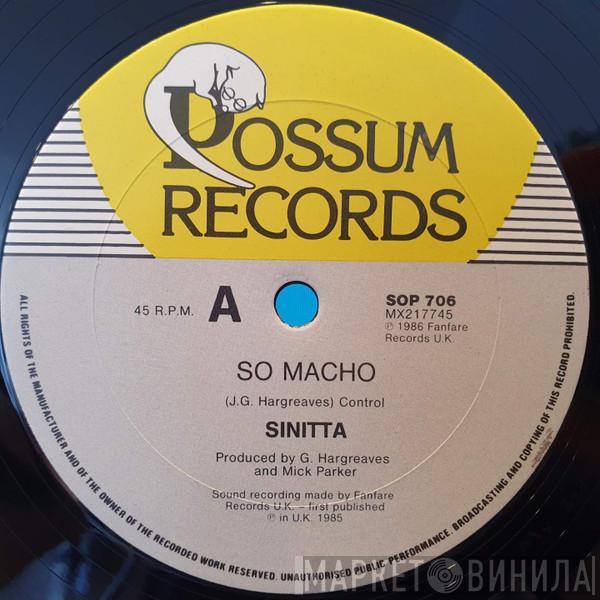 POSSUM
RECORDS
45 R.P.M.
A
SOP 706
MX217745
℗ 1986 Fanfare
Records U.K.
SO MACHO
(J.G. Hargreaves) Control
SINITTA
Produced by G. Hargreaves
and Mick Parker
Sound recording made by Fanfare
Records U.K. – first published
℗ in U.K. 1985
ALL RIGHTS OF THE MANUFACTURER AND OF THE OWNER OF THE RECORDED WORK RESERVED. UNAUTHORISED PUBLIC PERFORMANCE, BROADCASTING AND COPYING OF THIS RECORD PROHIBITED.
МАРКЕТ ВИНИЛА